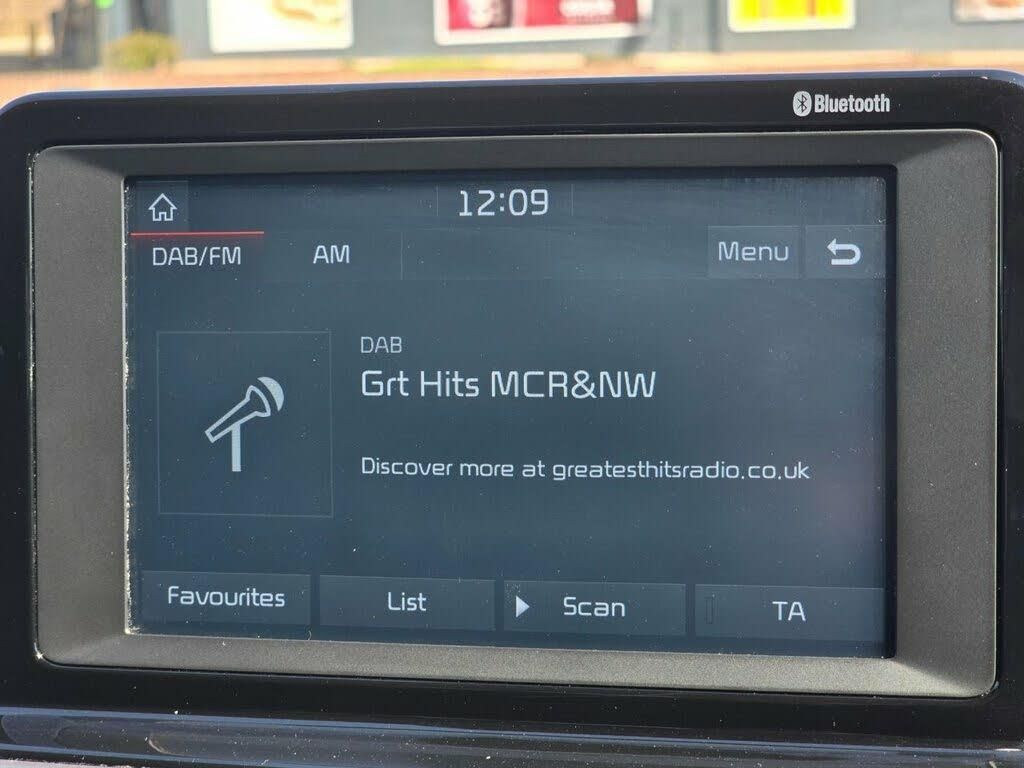 Bluetooth
12:09
DAB/FM AM Menu
DAB
Grt Hits MCR&NW
Discover more at greatesthitsradio.co.uk
Favourites List Scan TA